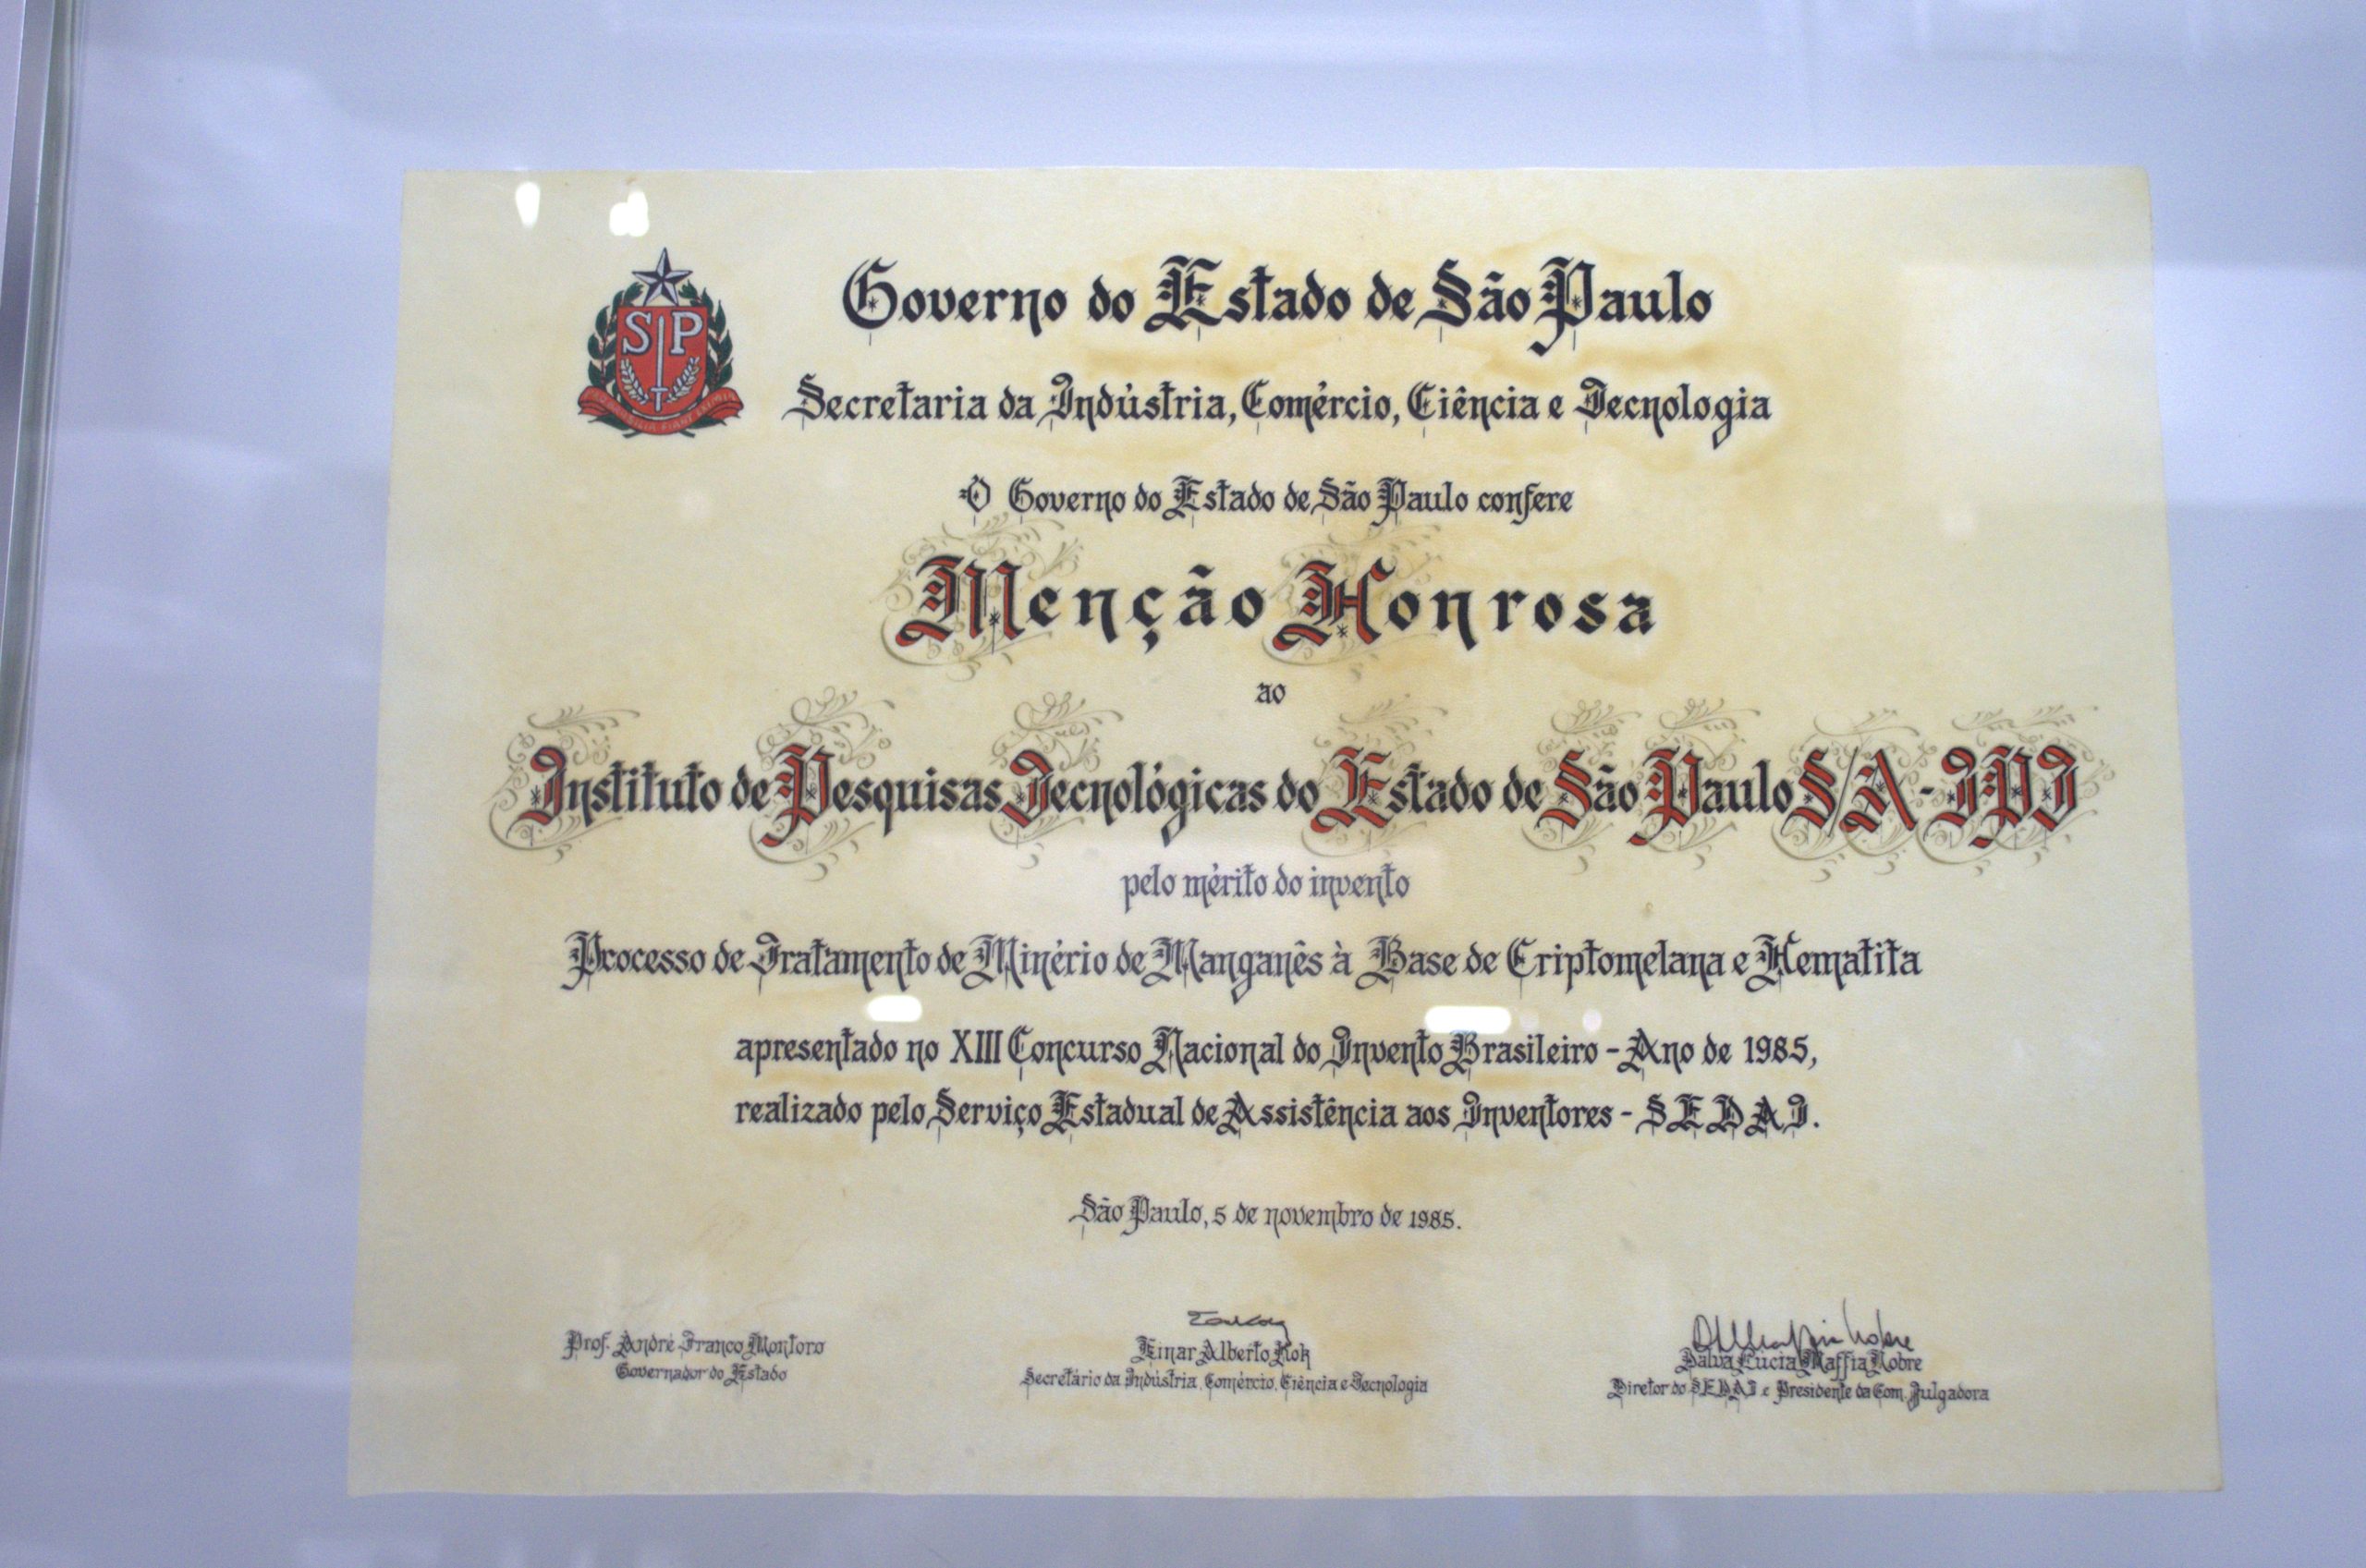 Governo do Estado de São Paulo
Secretaria da Indústria, Comércio, Ciência e Tecnologia
O Governo do Estado de São Paulo confere
Menção Honrosa
ao
Instituto de Pesquisas Tecnológicas do Estado de São Paulo S/A - IPT
pelo mérito do invento
Processo de Tratamento de Minério de Manganês à Base de Criptomelana e Hematita
apresentado no XIII Concurso Nacional do Invento Brasileiro - Ano de 1985,
realizado pelo Serviço Estadual de Assistência aos Inventores - SEDAI.
São Paulo, 5 de novembro de 1985.
Prof. André Franco Montoro
Governador do Estado
Einar Alberto Kok
Secretário da Indústria, Comércio, Ciência e Tecnologia
Dalva Lucia Maffia Nobre
Diretor do SEDAI e Presidente da Com. Julgadora
SP